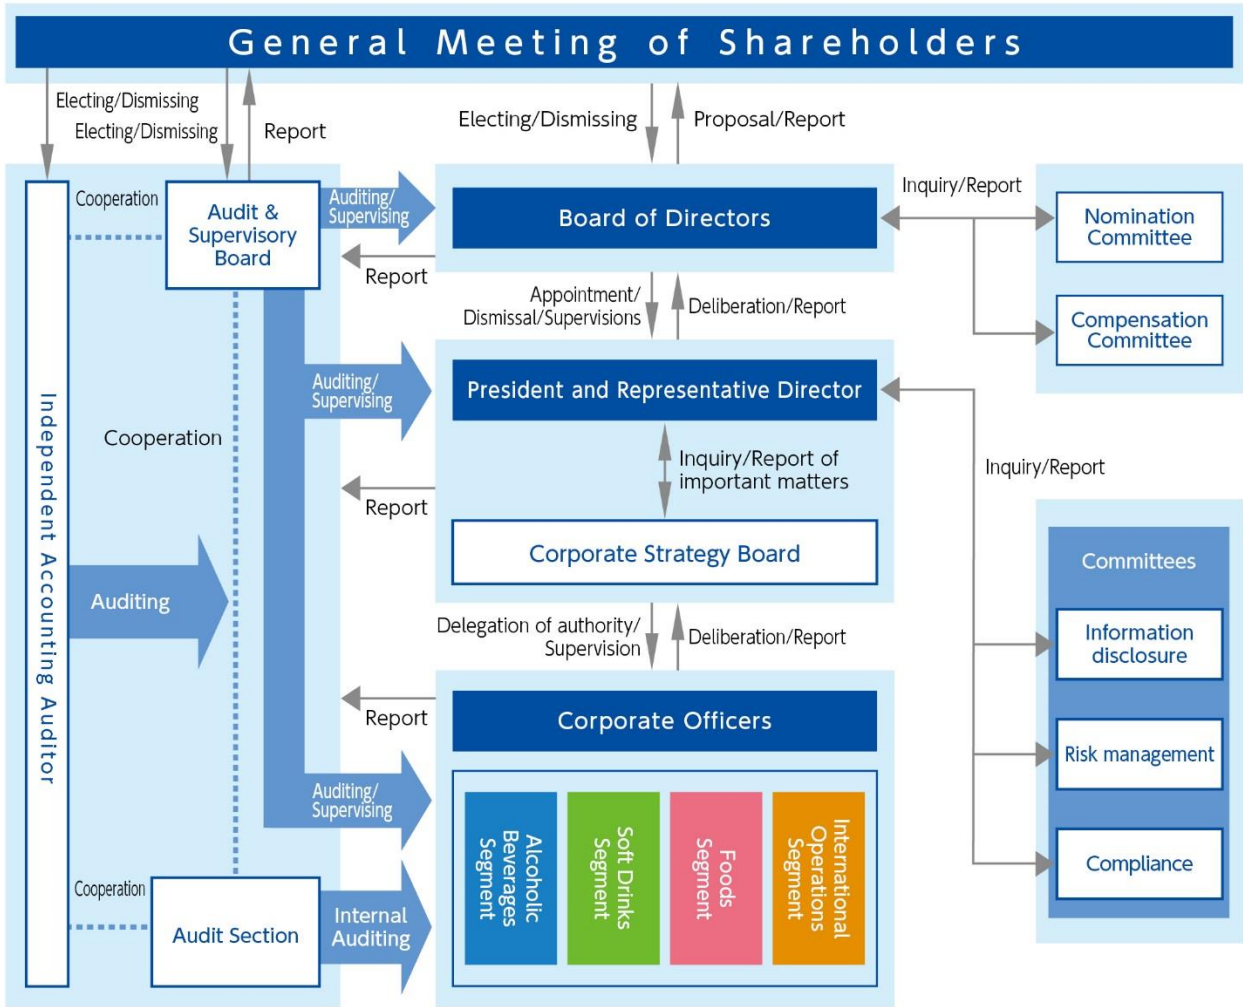 General Meeting of Shareholders
Electing/Dismissing
Electing/Dismissing
Report
Electing/Dismissing
Proposal/Report
Cooperation
Audit &
Supervisory
Board
Auditing/
Supervising
Report
Board of Directors
Inquiry/Report
Nomination
Committee
Compensation
Committee
Appointment/
Dismissal/Supervisions
Deliberation/Report
Independent Accounting Auditor
Cooperation
Auditing/
Supervising
President and Representative Director
Inquiry/Report of
important matters
Report
Corporate Strategy Board
Inquiry/Report
Auditing
Delegation of authority/
Supervision
Deliberation/Report
Committees
Information
disclosure
Risk management
Compliance
Report
Corporate Officers
Auditing/
Supervising
Alcoholic
Beverages
Segment
Soft Drinks
Segment
Foods
Segment
International
Operations
Segment
Cooperation
Audit Section
Internal
Auditing